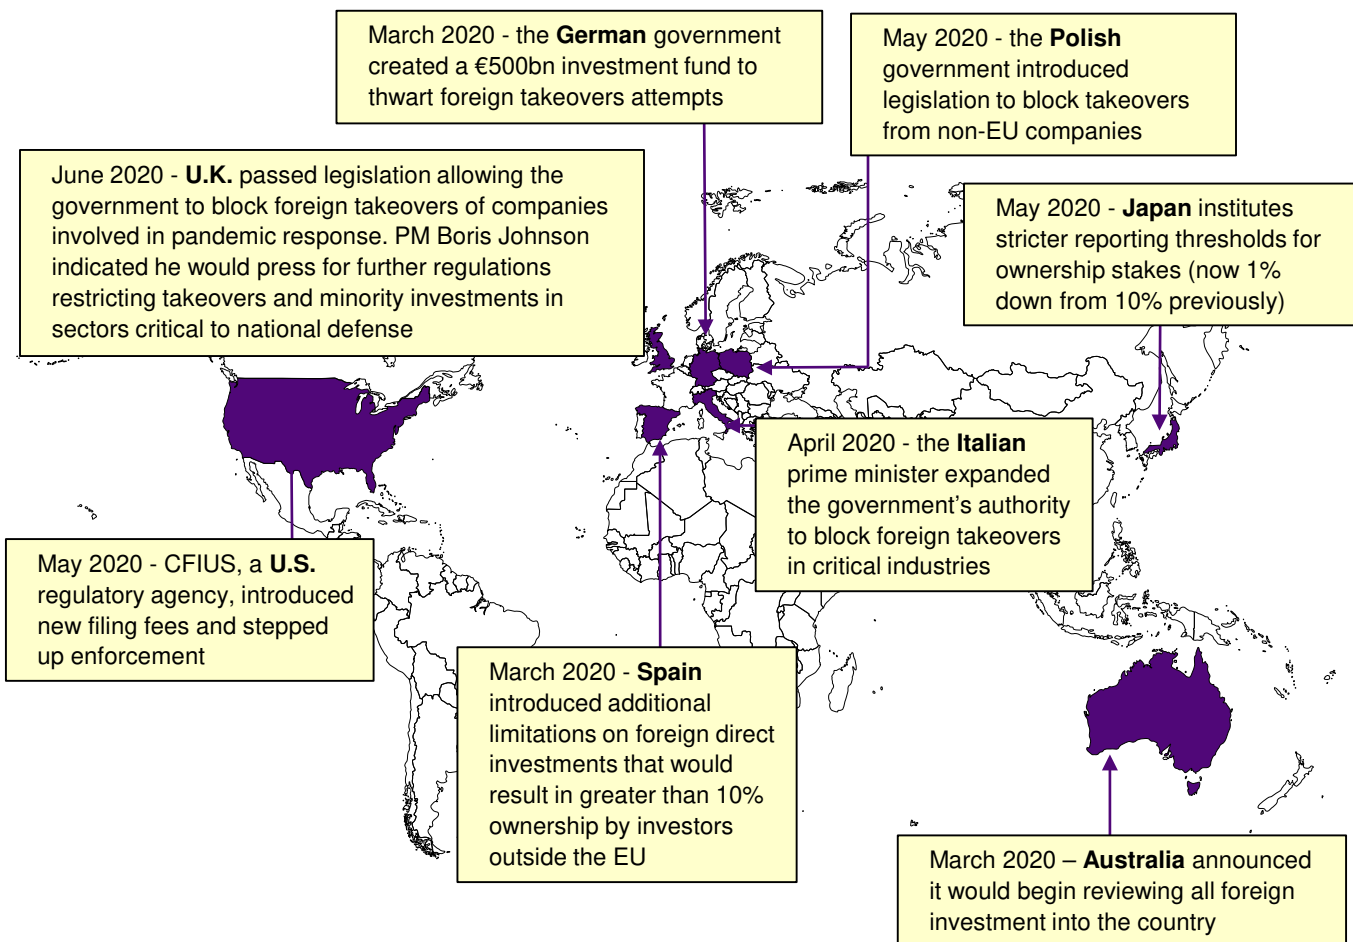 March 2020 - the German government
created a €500bn investment fund to
thwart foreign takeovers attempts
May 2020 - the Polish
government introduced
legislation to block takeovers
from non-EU companies
June 2020 - U.K. passed legislation allowing the
government to block foreign takeovers of companies
involved in pandemic response. PM Boris Johnson
indicated he would press for further regulations
restricting takeovers and minority investments in
sectors critical to national defense
May 2020 - Japan institutes
stricter reporting thresholds for
ownership stakes (now 1%
down from 10% previously)
April 2020 - the Italian
prime minister expanded
the government’s authority
to block foreign takeovers
in critical industries
May 2020 - CFIUS, a U.S.
regulatory agency, introduced
new filing fees and stepped
up enforcement
March 2020 - Spain
introduced additional
limitations on foreign direct
investments that would
result in greater than 10%
ownership by investors
outside the EU
March 2020 – Australia announced
it would begin reviewing all foreign
investment into the country